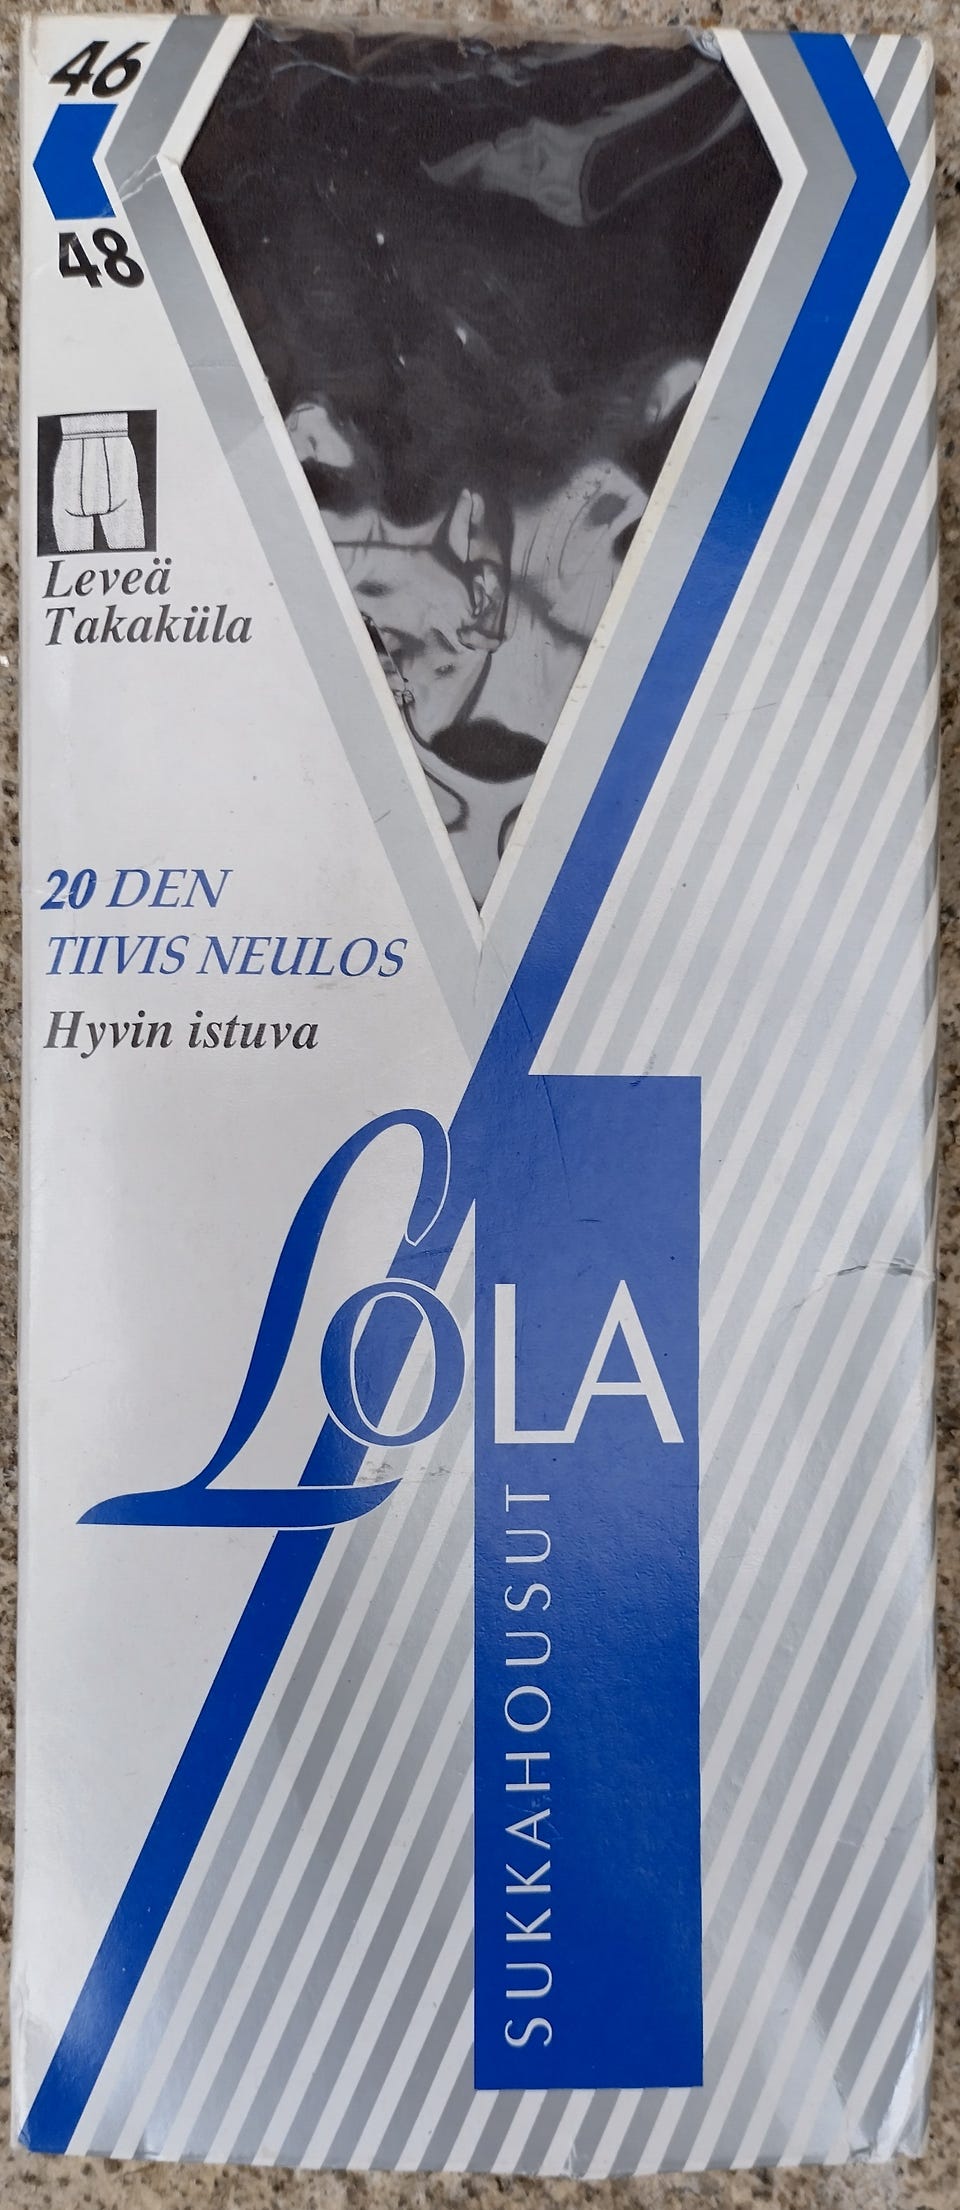 46
48
Leveä
Takaküla
20 DEN
TIIVIS NEULOS
Hyvin istuva
LOLA
SUKKAHOUSUT